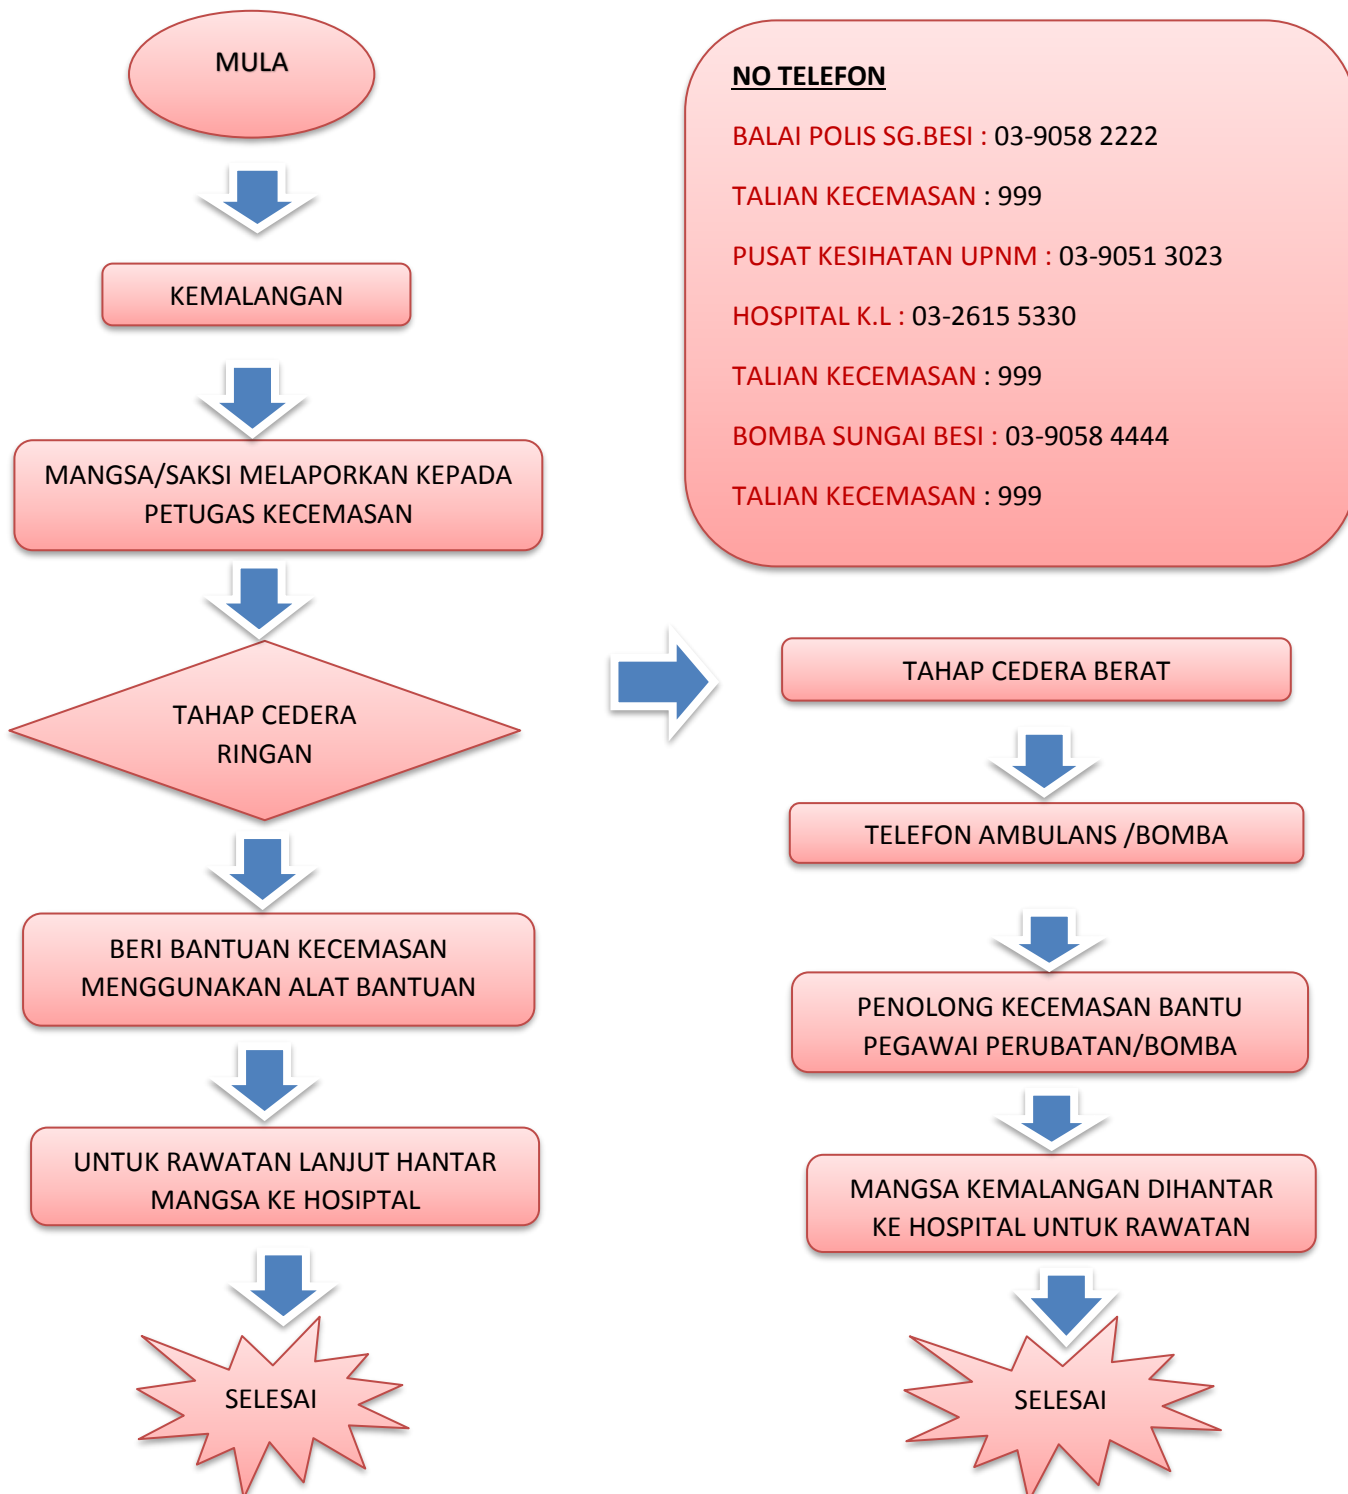 MULA
KEMALANGAN
MANGSA/SAKSI MELAPORKAN KEPADA
PETUGAS KECEMASAN
TAHAP CEDERA
RINGAN
BERI BANTUAN KECEMASAN
MENGGUNAKAN ALAT BANTUAN
UNTUK RAWATAN LANJUT HANTAR
MANGSA KE HOSIPTAL
SELESAI
NO TELEFON
BALAI POLIS SG.BESI : 03-9058 2222
TALIAN KECEMASAN : 999
PUSAT KESIHATAN UPNM : 03-9051 3023
HOSPITAL K.L : 03-2615 5330
TALIAN KECEMASAN : 999
BOMBA SUNGAI BESI : 03-9058 4444
TALIAN KECEMASAN : 999
TAHAP CEDERA BERAT
TELEFON AMBULANS /BOMBA
PENOLONG KECEMASAN BANTU
PEGAWAI PERUBATAN/BOMBA
MANGSA KEMALANGAN DIHANTAR
KE HOSPITAL UNTUK RAWATAN
SELESAI